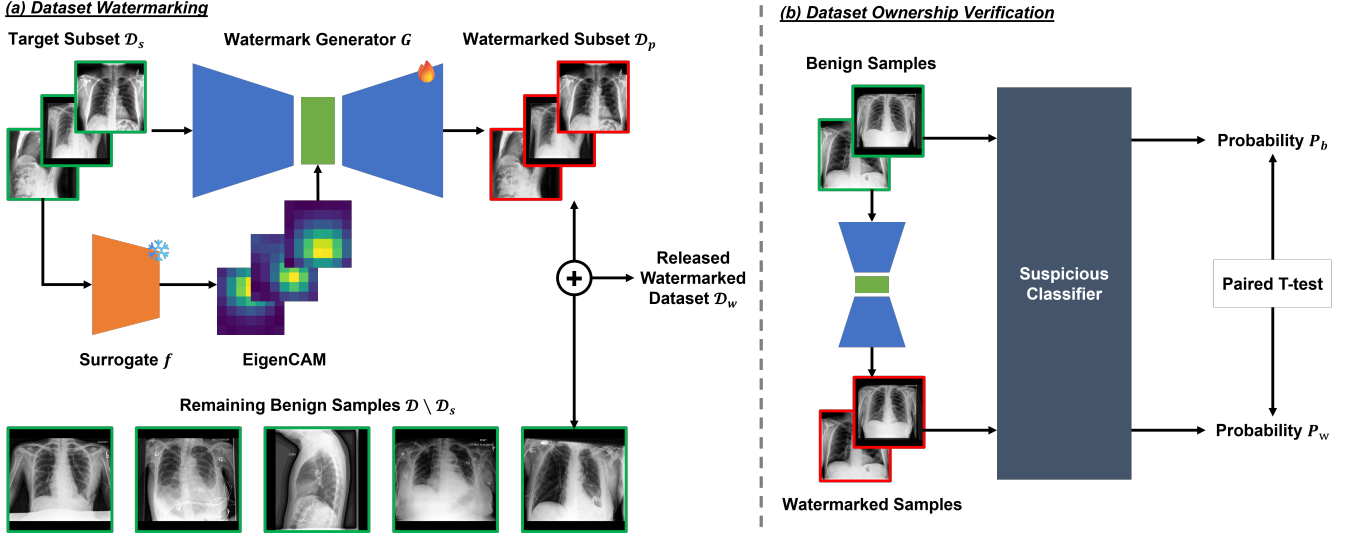 (a) Dataset Watermarking
Target Subset 𝒟ₛ
Watermark Generator G
Watermarked Subset 𝒟ₚ
Surrogate f
EigenCAM
Released
Watermarked
Dataset 𝒟_w
Remaining Benign Samples 𝒟 \ 𝒟ₛ
(b) Dataset Ownership Verification
Benign Samples
Suspicious
Classifier
Probability P_b
Paired T-test
Probability P_w
Watermarked Samples